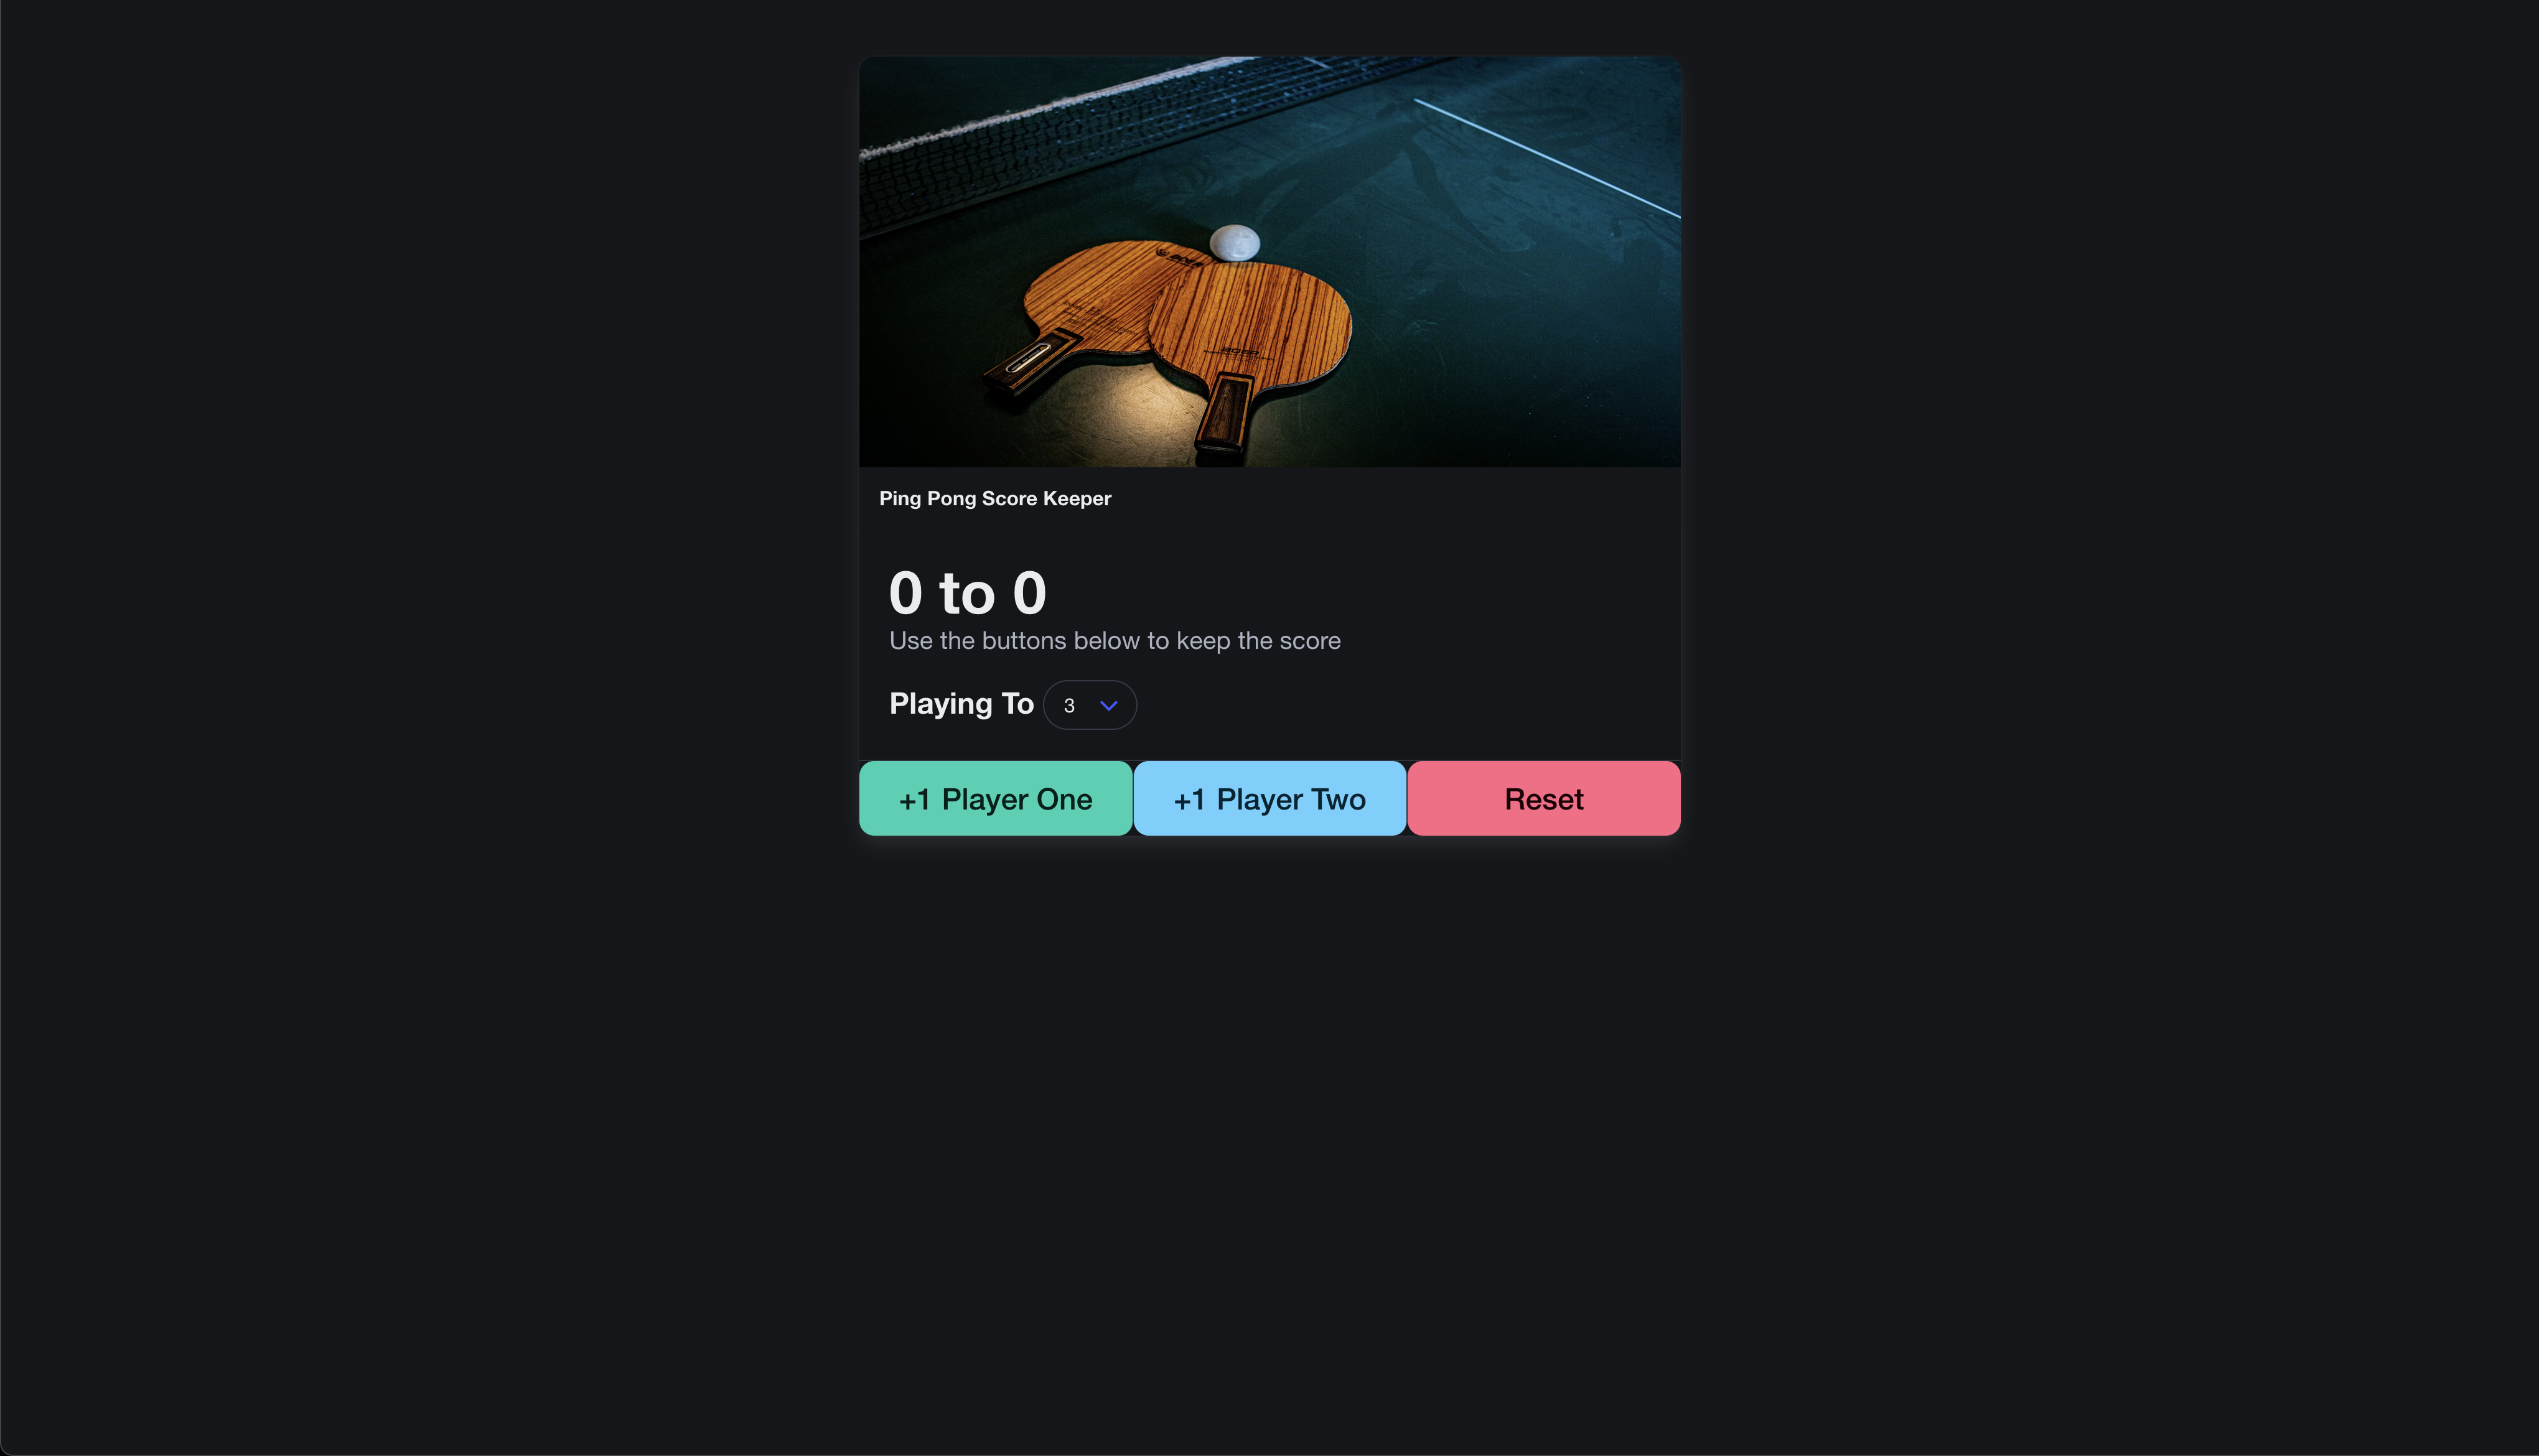 BOER
Ping Pong Score Keeper
0 to 0
Use the buttons below to keep the score
Playing To 3
+1 Player One +1 Player Two Reset